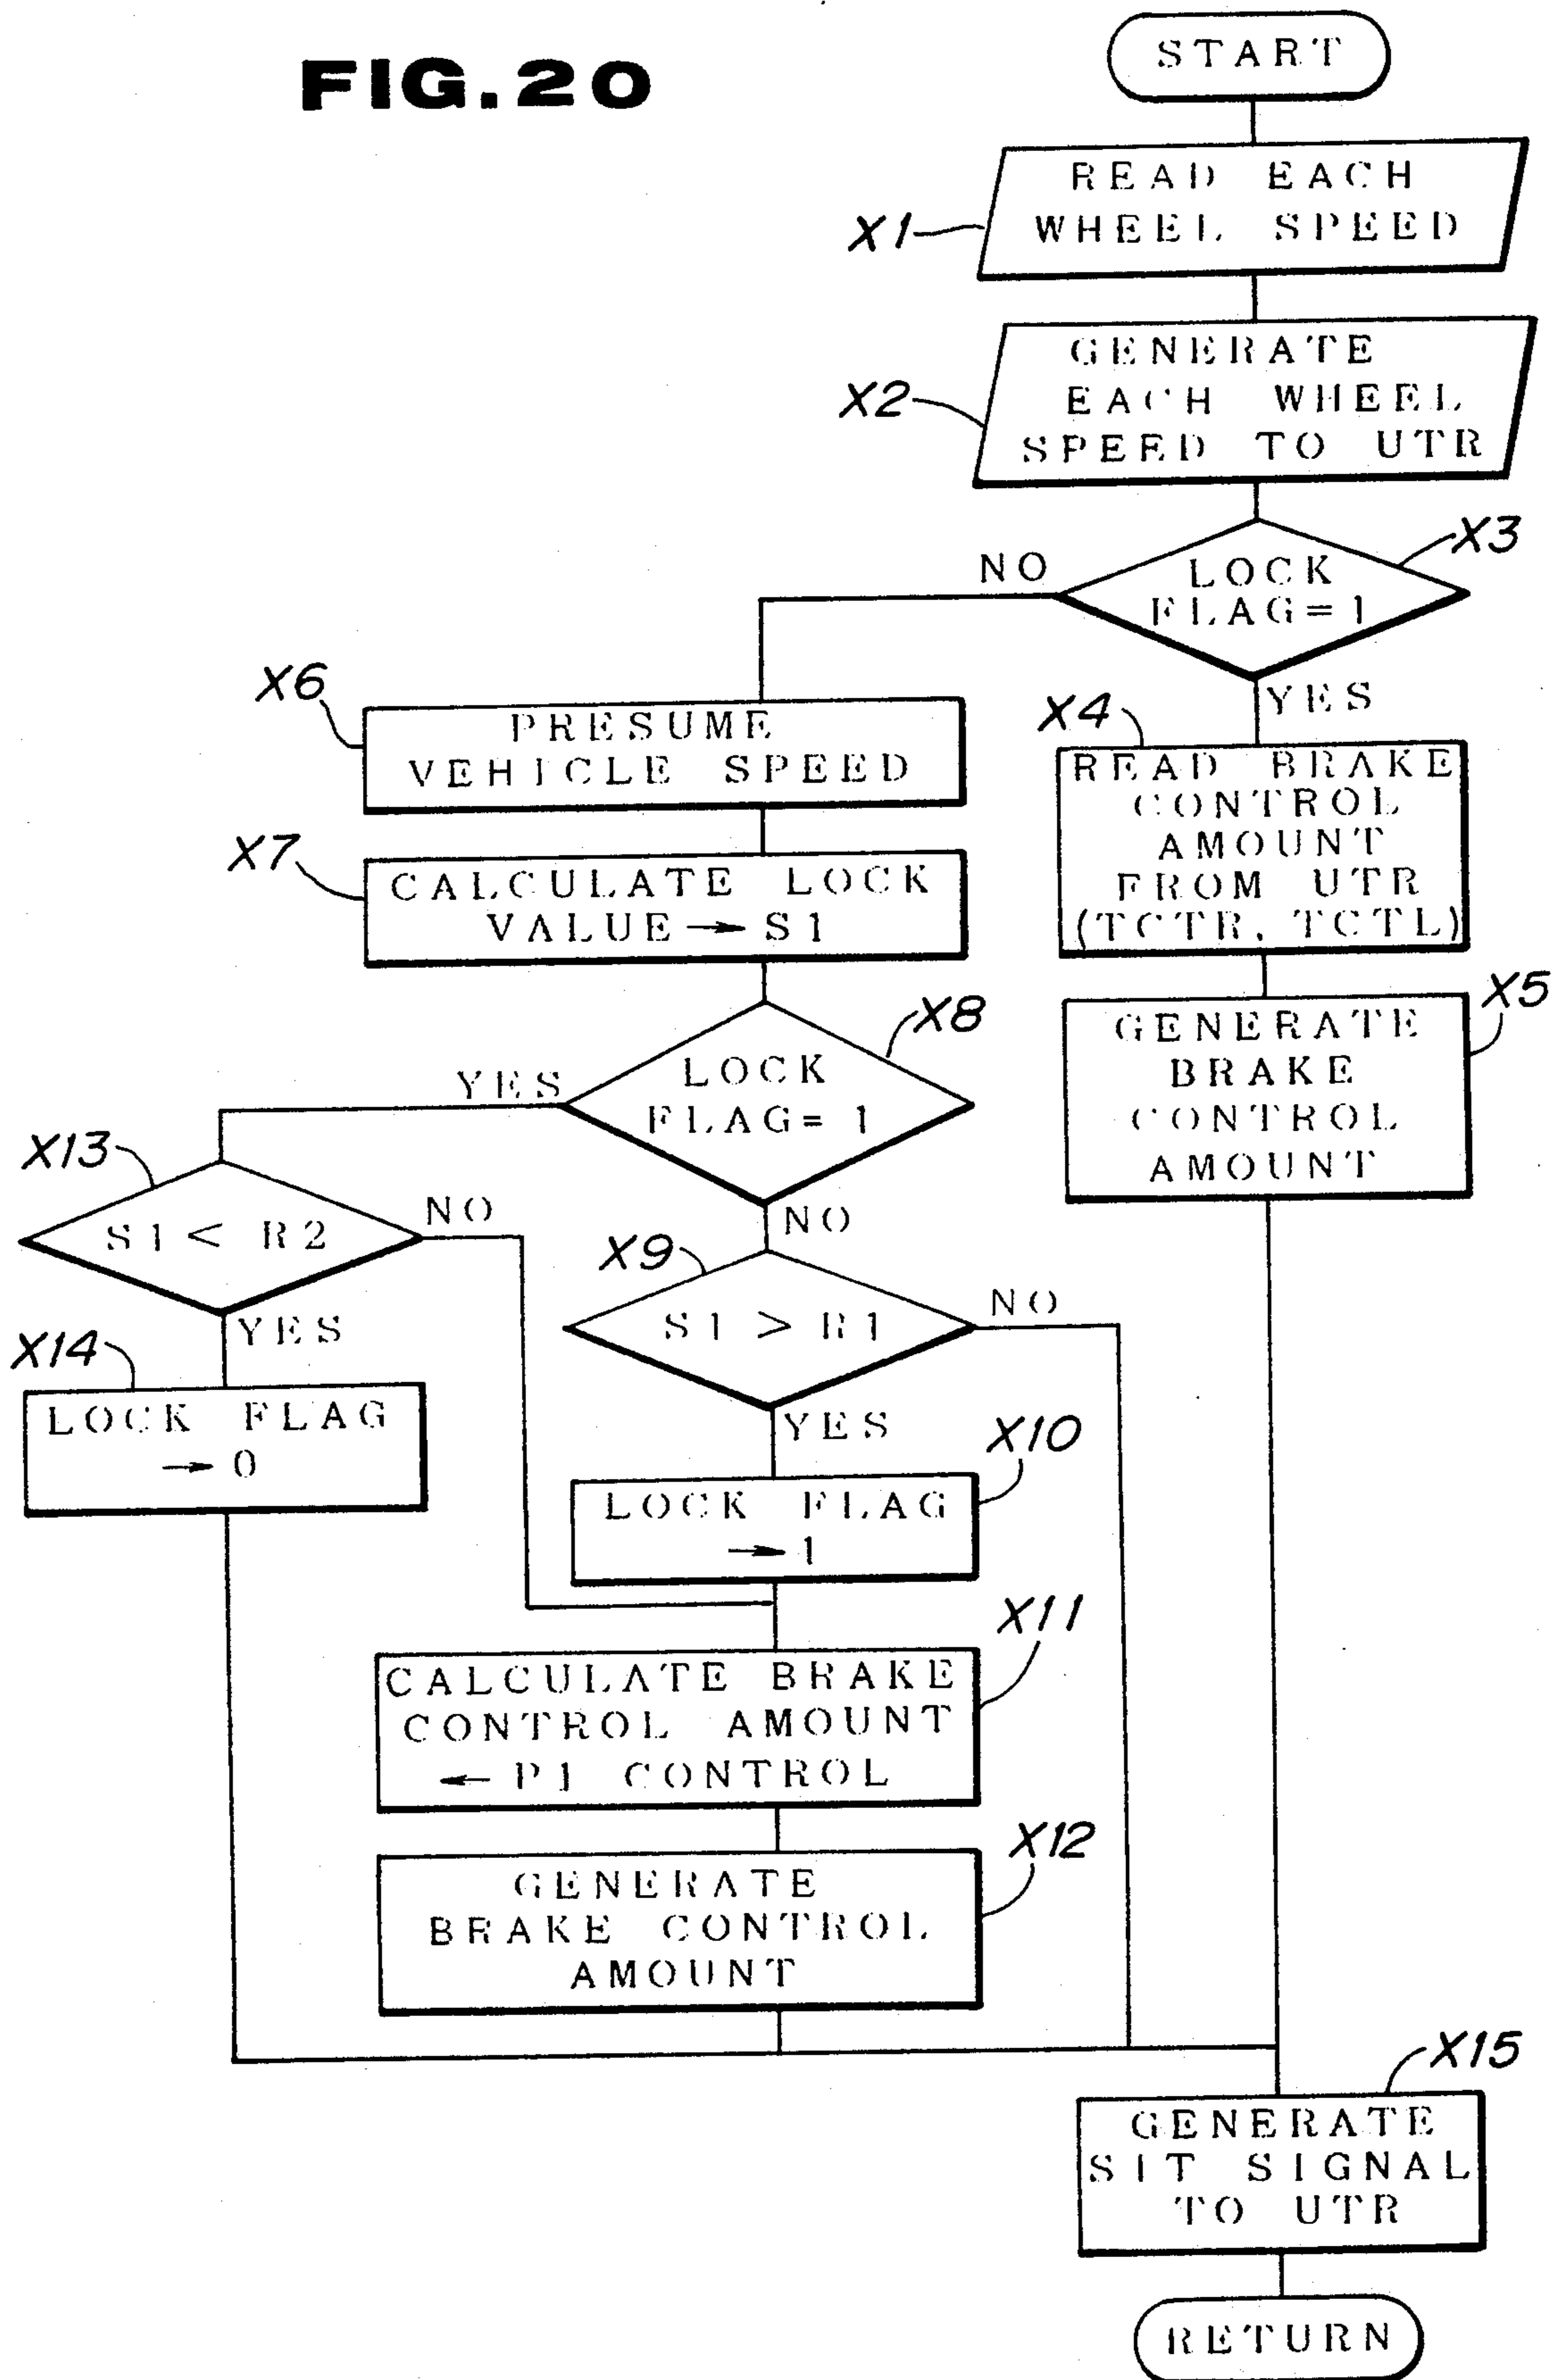 FIG.20
START
READ EACH
WHEEL SPEED
X1
GENERATE
EACH WHEEL
SPEED TO UTR
X2
LOCK
FLAG=1
X3
NO
YES
X4
READ BRAKE
CONTROL
AMOUNT
FROM UTR
(TCTR, TCTL)
X5
GENERATE
BRAKE
CONTROL
AMOUNT
X6
PRESUME
VEHICLE SPEED
X7
CALCULATE LOCK
VALUE → S1
X8
LOCK
FLAG= 1
YES
NO
X13
S1 < R2
NO
YES
X9
S1 > R1
NO
YES
X14
LOCK FLAG
→ 0
X10
LOCK FLAG
→ 1
X11
CALCULATE BRAKE
CONTROL AMOUNT
← PI CONTROL
X12
GENERATE
BRAKE CONTROL
AMOUNT
X15
GENERATE
SIT SIGNAL
TO UTR
RETURN